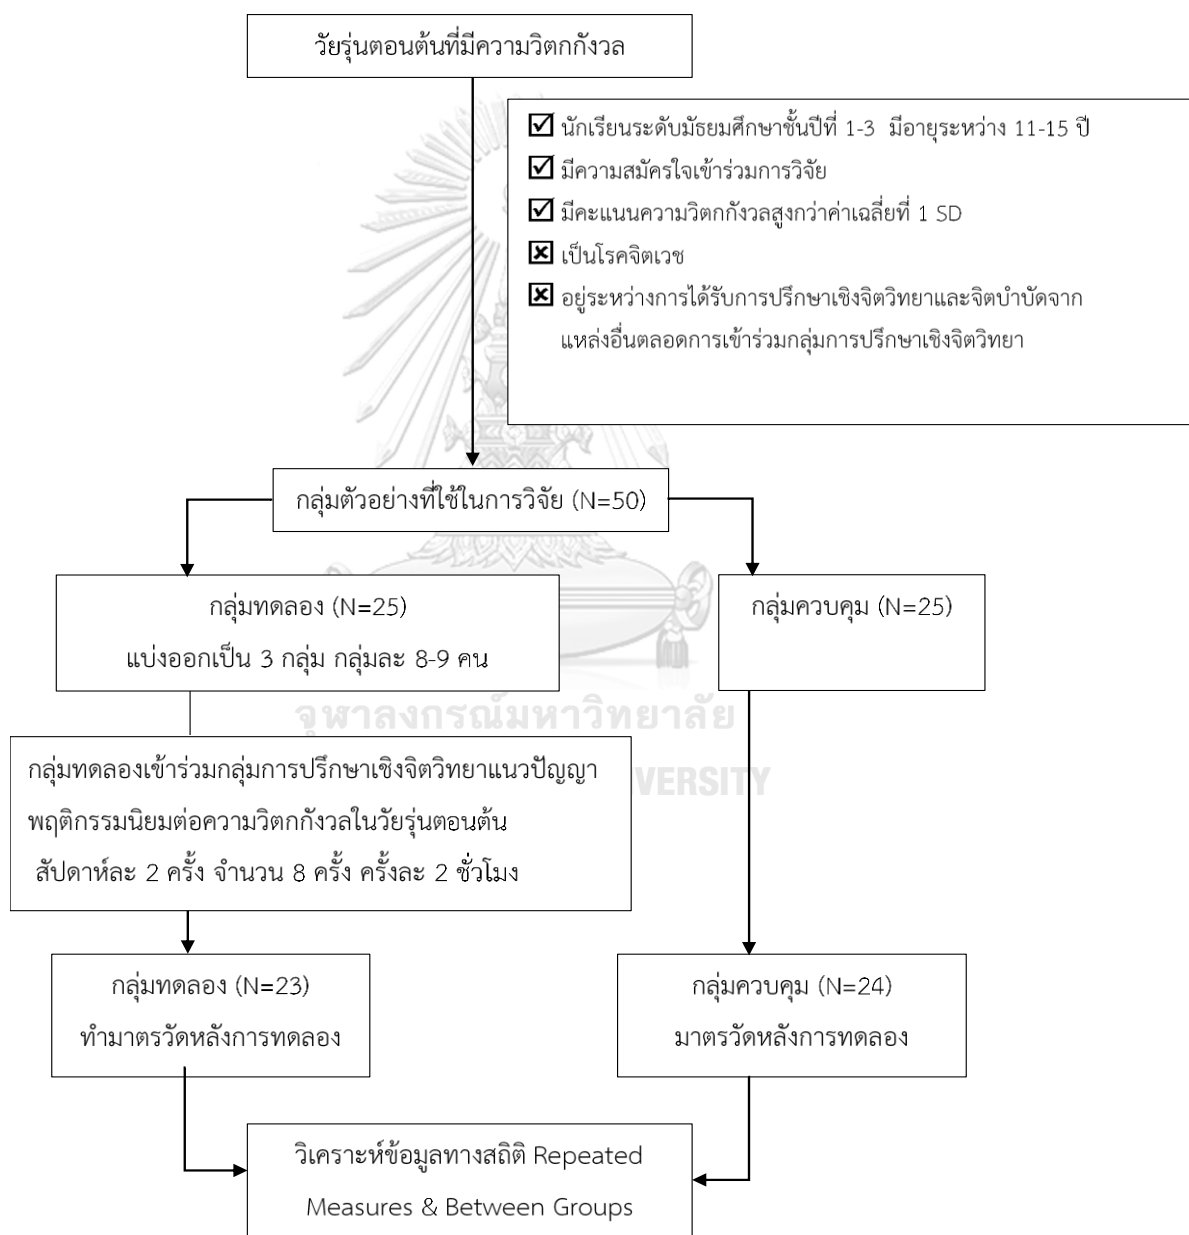 วัยรุ่นตอนต้นที่มีความวิตกกังวล
☑ นักเรียนระดับมัธยมศึกษาชั้นปีที่ 1-3 มีอายุระหว่าง 11-15 ปี
☑ มีความสมัครใจเข้าร่วมการวิจัย
☑ มีคะแนนความวิตกกังวลสูงกว่าค่าเฉลี่ยที่ 1 SD
☒ เป็นโรคจิตเวช
☒ อยู่ระหว่างการได้รับการปรึกษาเชิงจิตวิทยาและจิตบำบัดจาก
แหล่งอื่นตลอดการเข้าร่วมกลุ่มการปรึกษาเชิงจิตวิทยา
กลุ่มตัวอย่างที่ใช้ในการวิจัย (N=50)
กลุ่มทดลอง (N=25)
แบ่งออกเป็น 3 กลุ่ม กลุ่มละ 8-9 คน
กลุ่มควบคุม (N=25)
จุฬาลงกรณ์มหาวิทยาลัย
VERSITY
กลุ่มทดลองเข้าร่วมกลุ่มการปรึกษาเชิงจิตวิทยาแนวปัญญา
พฤติกรรมนิยมต่อความวิตกกังวลในวัยรุ่นตอนต้น
สัปดาห์ละ 2 ครั้ง จำนวน 8 ครั้ง ครั้งละ 2 ชั่วโมง
กลุ่มทดลอง (N=23)
ทำมาตรวัดหลังการทดลอง
กลุ่มควบคุม (N=24)
มาตรวัดหลังการทดลอง
วิเคราะห์ข้อมูลทางสถิติ Repeated
Measures & Between Groups